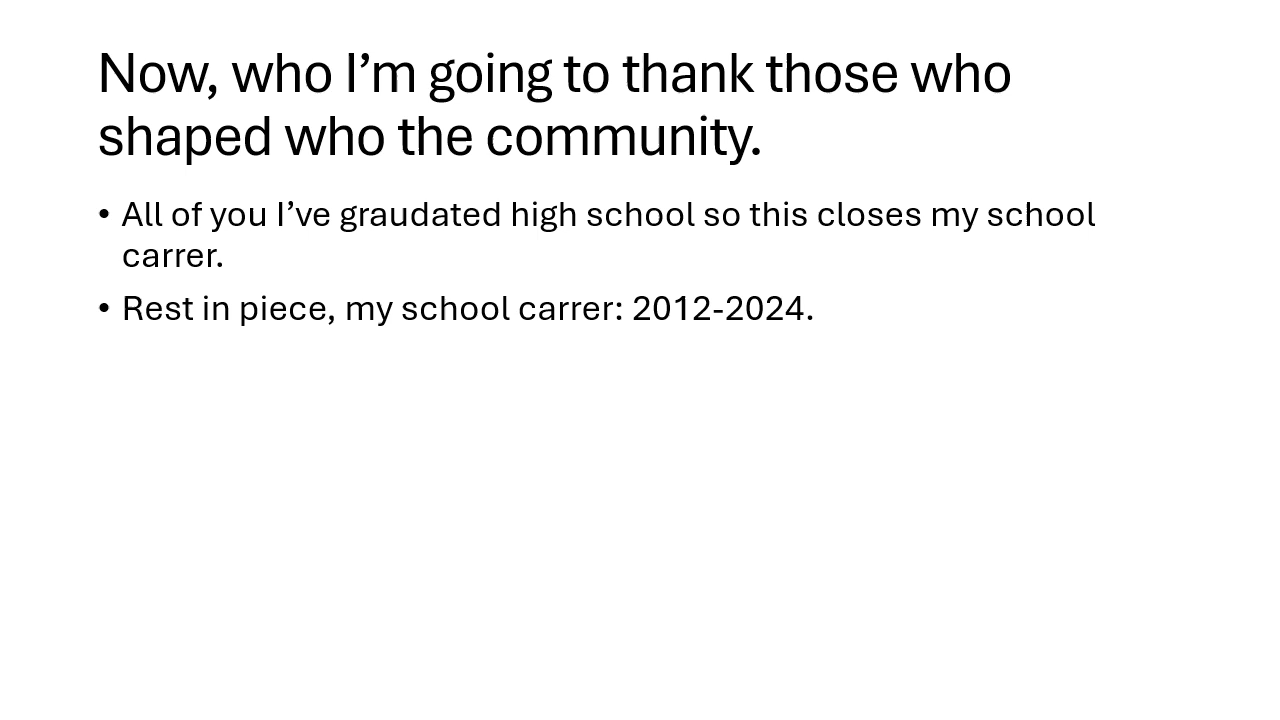 Now, who I’m going to thank those who
shaped who the community.
• All of you I’ve graudated high school so this closes my school
carrer.
• Rest in piece, my school carrer: 2012-2024.